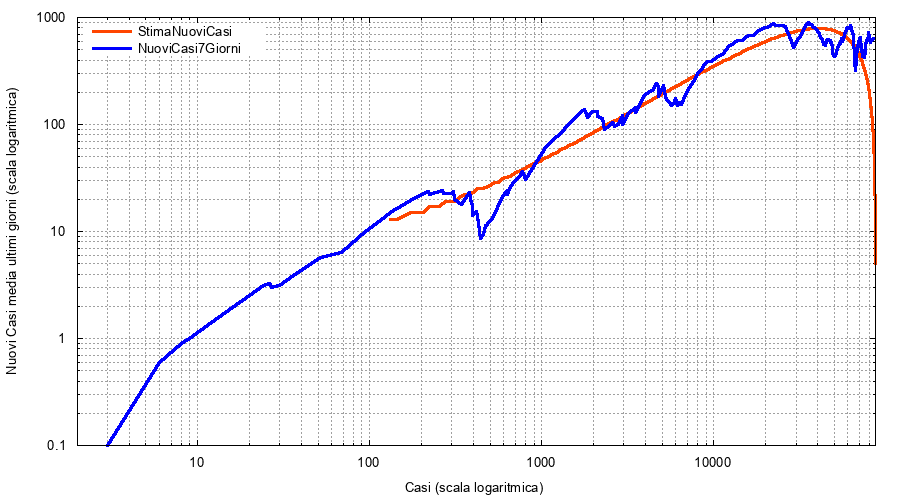 1000
StimaNuoviCasi
NuoviCasi7Giorni
100
10
1
0.1
Nuovi Casi media ultimi giorni (scala logaritmica)
10
100
1000
10000
Casi (scala logaritmica)